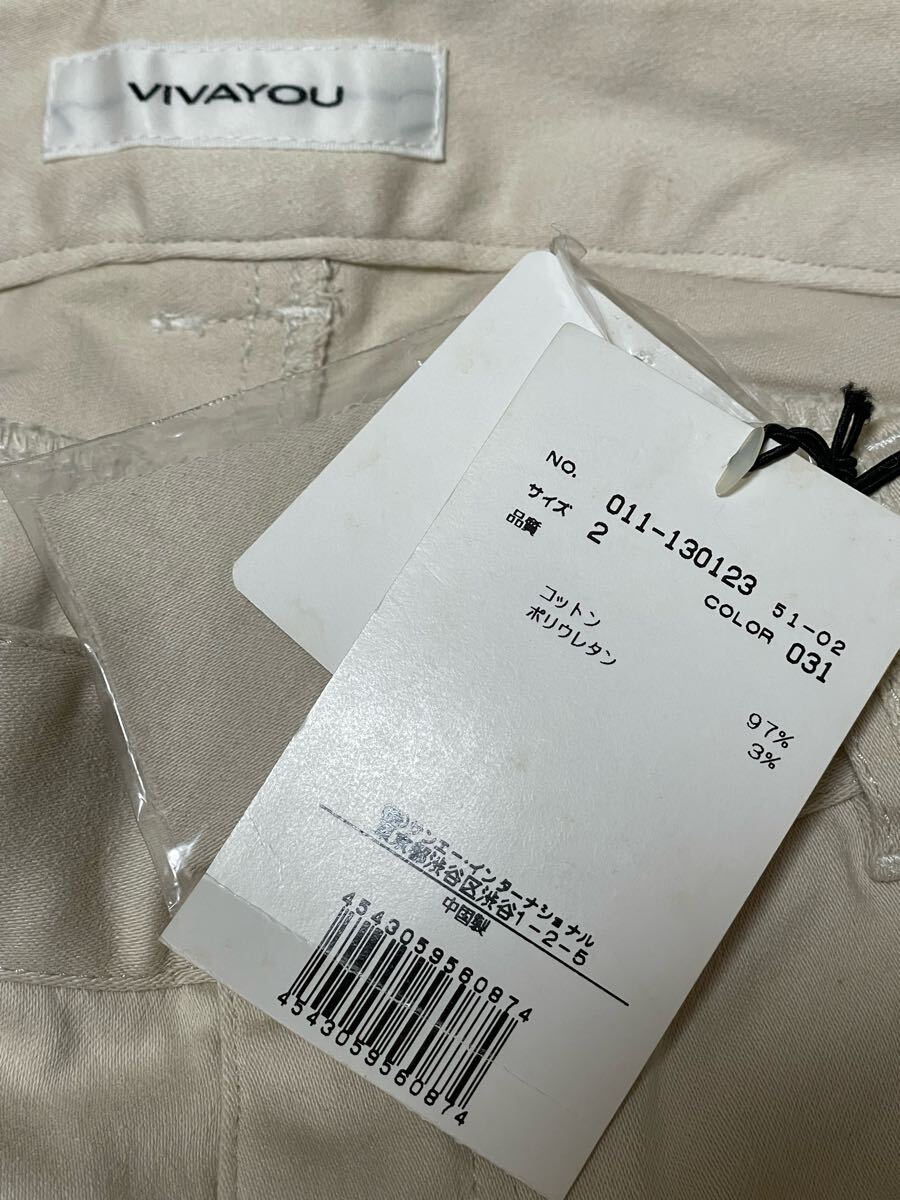 VIVAYOU
NO. 011-130123 51-02
サイズ 2 COLOR 031
品質
コットン 97%
ポリウレタン 3%
(株)サンエー・インターナショナル
東京都渋谷区渋谷1-2-5
中国製
4543059560874
4543059560874